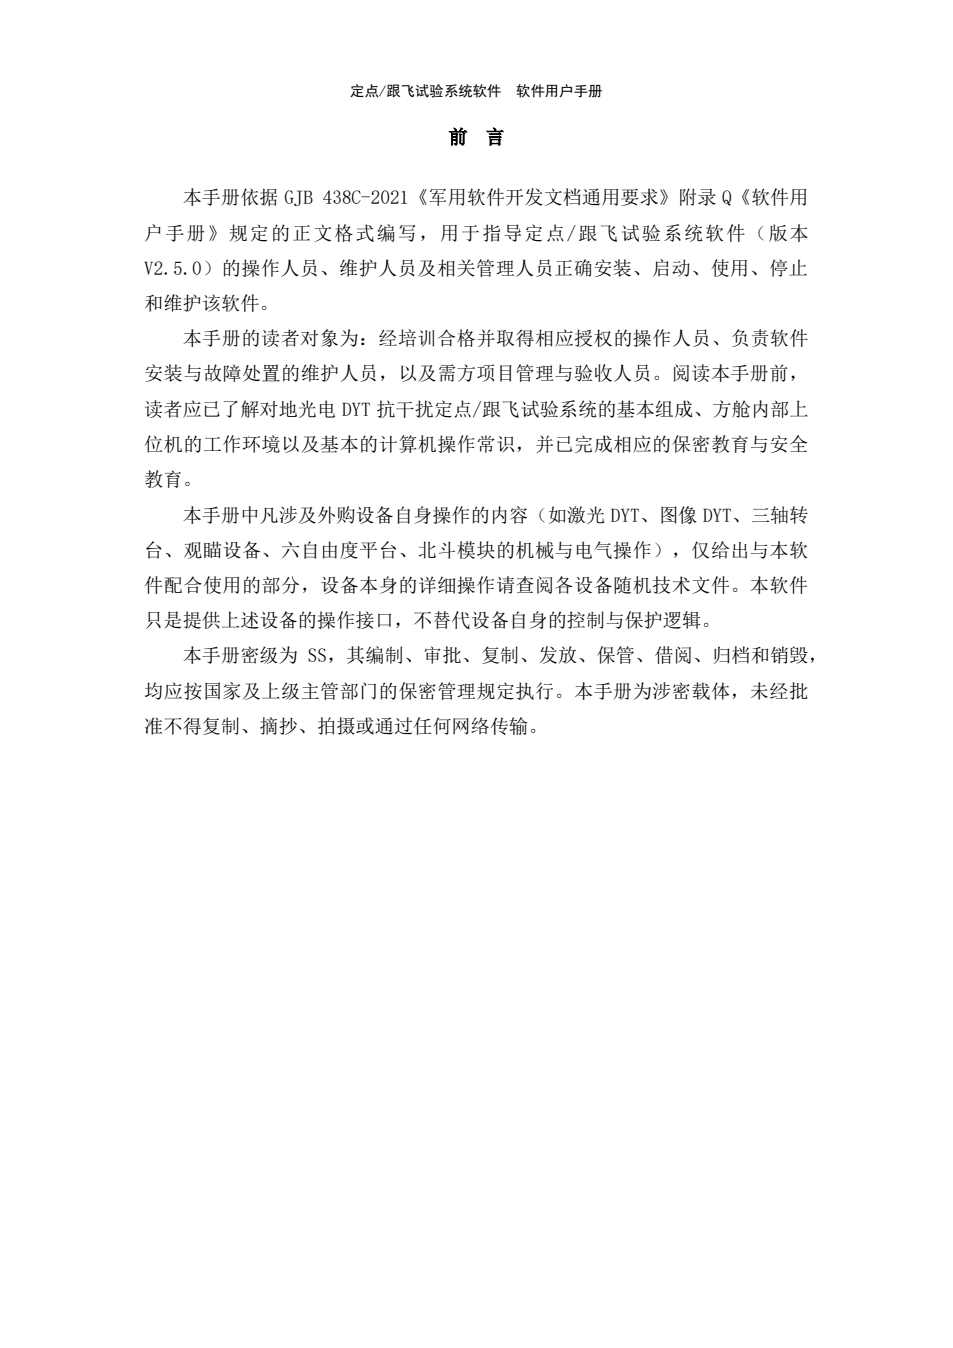 定点/跟飞试验系统软件　软件用户手册
前　言
本手册依据 GJB 438C-2021《军用软件开发文档通用要求》附录 Q《软件用
户手册》规定的正文格式编写，用于指导定点/跟飞试验系统软件（版本
V2.5.0）的操作人员、维护人员及相关管理人员正确安装、启动、使用、停止
和维护该软件。
本手册的读者对象为：经培训合格并取得相应授权的操作人员、负责软件
安装与故障处置的维护人员，以及需方项目管理与验收人员。阅读本手册前，
读者应已了解对地光电 DYT 抗干扰定点/跟飞试验系统的基本组成、方舱内部上
位机的工作环境以及基本的计算机操作常识，并已完成相应的保密教育与安全
教育。
本手册中凡涉及外购设备自身操作的内容（如激光 DYT、图像 DYT、三轴转
台、观瞄设备、六自由度平台、北斗模块的机械与电气操作），仅给出与本软
件配合使用的部分，设备本身的详细操作请查阅各设备随机技术文件。本软件
只是提供上述设备的操作接口，不替代设备自身的控制与保护逻辑。
本手册密级为 SS，其编制、审批、复制、发放、保管、借阅、归档和销毁，
均应按国家及上级主管部门的保密管理规定执行。本手册为涉密载体，未经批
准不得复制、摘抄、拍摄或通过任何网络传输。